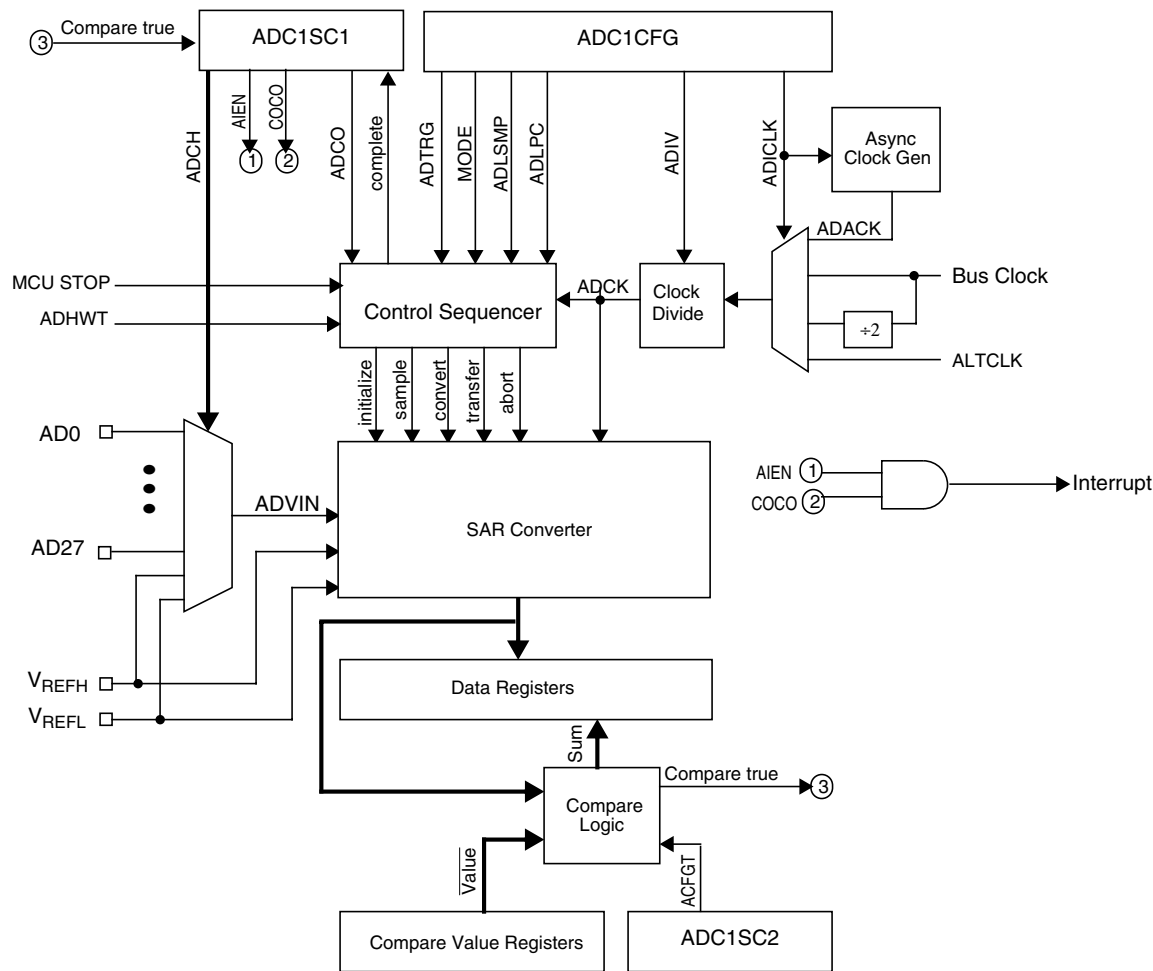 3 Compare true
ADC1SC1
ADC1CFG
ADCH
AIEN
COCO
ADCO
complete
ADTRG
MODE
ADLSMP
ADLPC
ADIV
ADICLK
1
2
Async
Clock Gen
ADACK
MCU STOP
ADHWT
Control Sequencer
ADCK
Clock
Divide
Bus Clock
÷2
ALTCLK
initialize
sample
convert
transfer
abort
AD0
AD27
ADVIN
SAR Converter
AIEN 1
COCO 2
Interrupt
VREFH
VREFL
Data Registers
Sum
Compare
Logic
Compare true 3
Value
ACFGT
Compare Value Registers
ADC1SC2